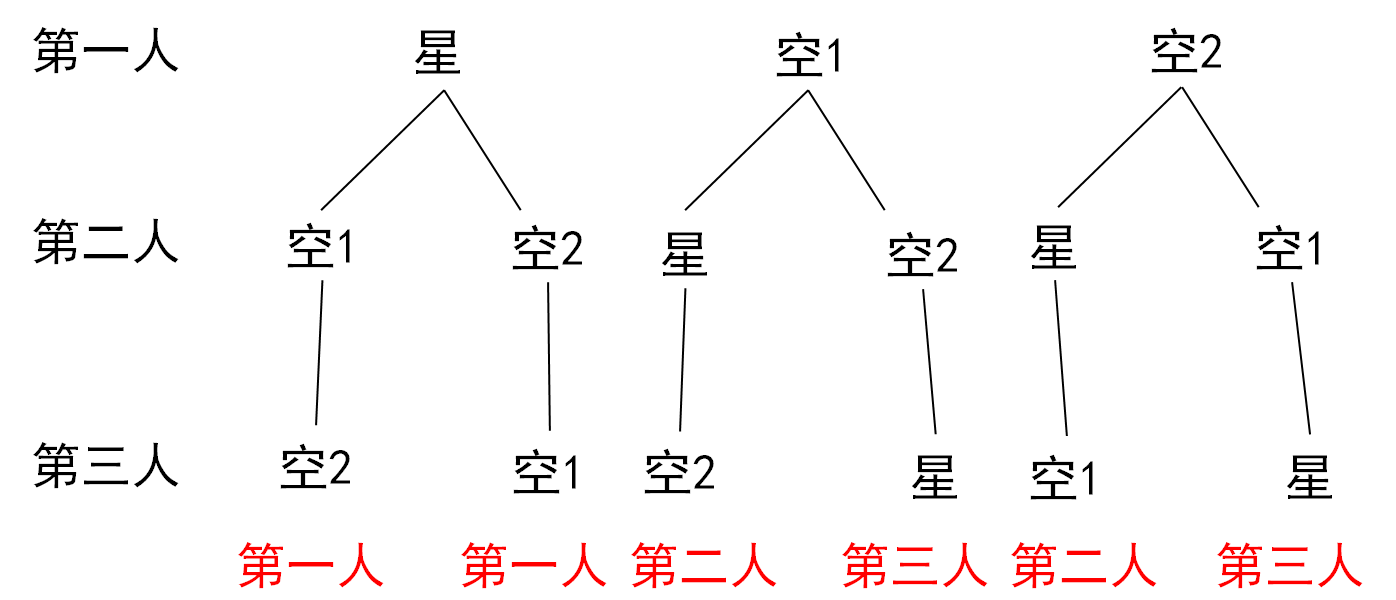 第一人 星 空1 空2
第二人 空1 空2 星 空2 星 空1
第三人 空2 空1 空2 星 空1 星
第一人 第一人 第二人 第三人 第二人 第三人